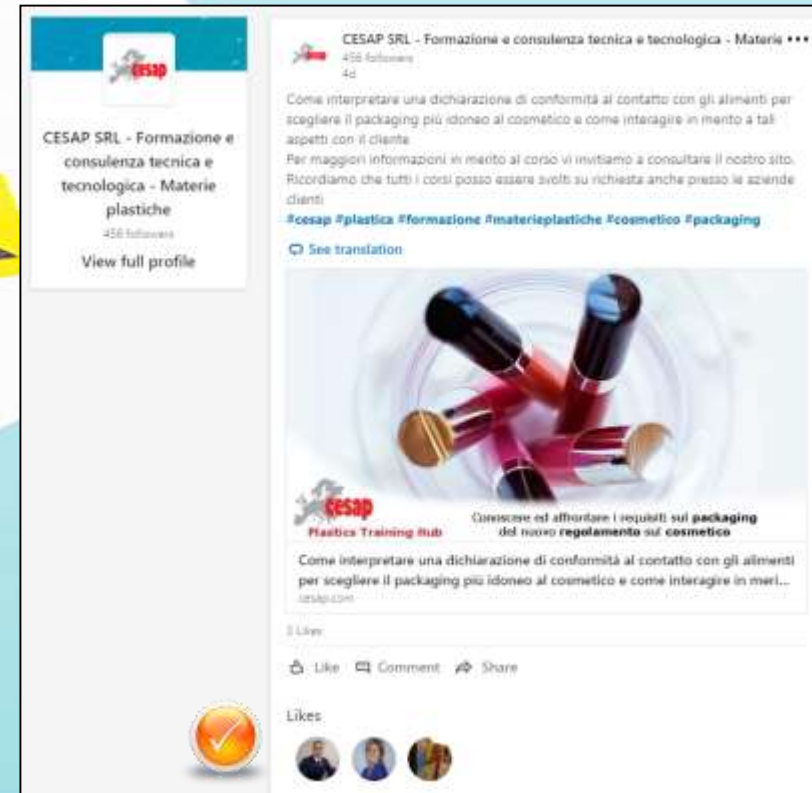 cesap
CESAP SRL - Formazione e
consulenza tecnica e
tecnologica - Materie
plastiche
456 followers
View full profile
CESAP SRL - Formazione e consulenza tecnica e tecnologica - Materie •••
456 followers
4d
Come interpretare una dichiarazione di conformità al contatto con gli alimenti per
scegliere il packaging più idoneo al cosmetico e come interagire in merito a tali
aspetti con il cliente
Per maggiori informazioni in merito al corso vi invitiamo a consultare il nostro sito.
Ricordiamo che tutti i corsi posso essere svolti su richiesta anche presso le aziende
clienti
#cesap #plastica #formazione #materieplastiche #cosmetico #packaging
See translation
cesap
Plastics Training Hub
Conoscere ed affrontare i requisiti sul packaging
del nuovo regolamento sul cosmetico
Come interpretare una dichiarazione di conformità al contatto con gli alimenti
per scegliere il packaging più idoneo al cosmetico e come interagire in meri...
cesap.com
3 Likes
Like Comment Share
Likes